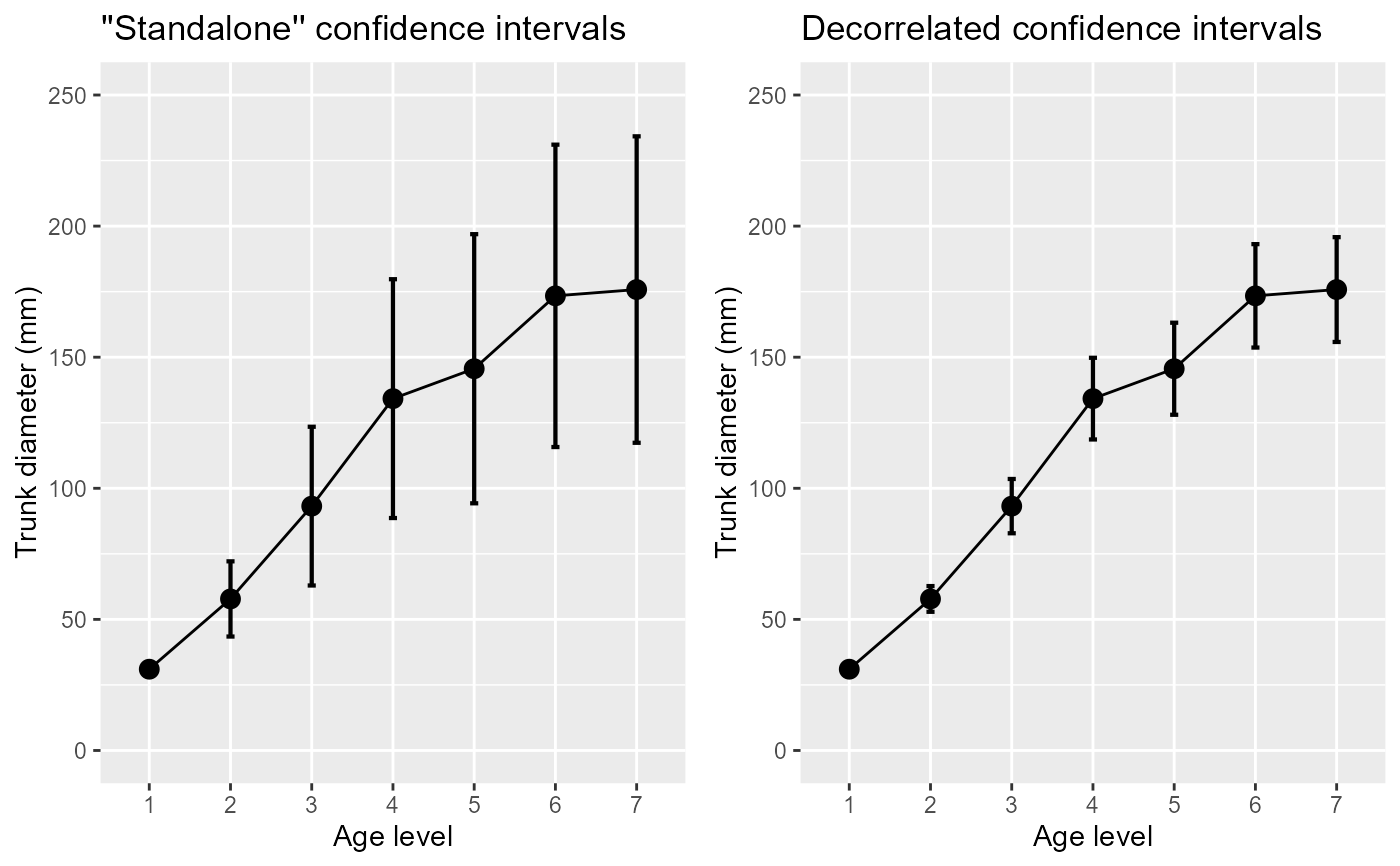 "Standalone'' confidence intervals
250
200
150
100
50
0
Trunk diameter (mm)
1 2 3 4 5 6 7
Age level
Decorrelated confidence intervals
250
200
150
100
50
0
Trunk diameter (mm)
1 2 3 4 5 6 7
Age level